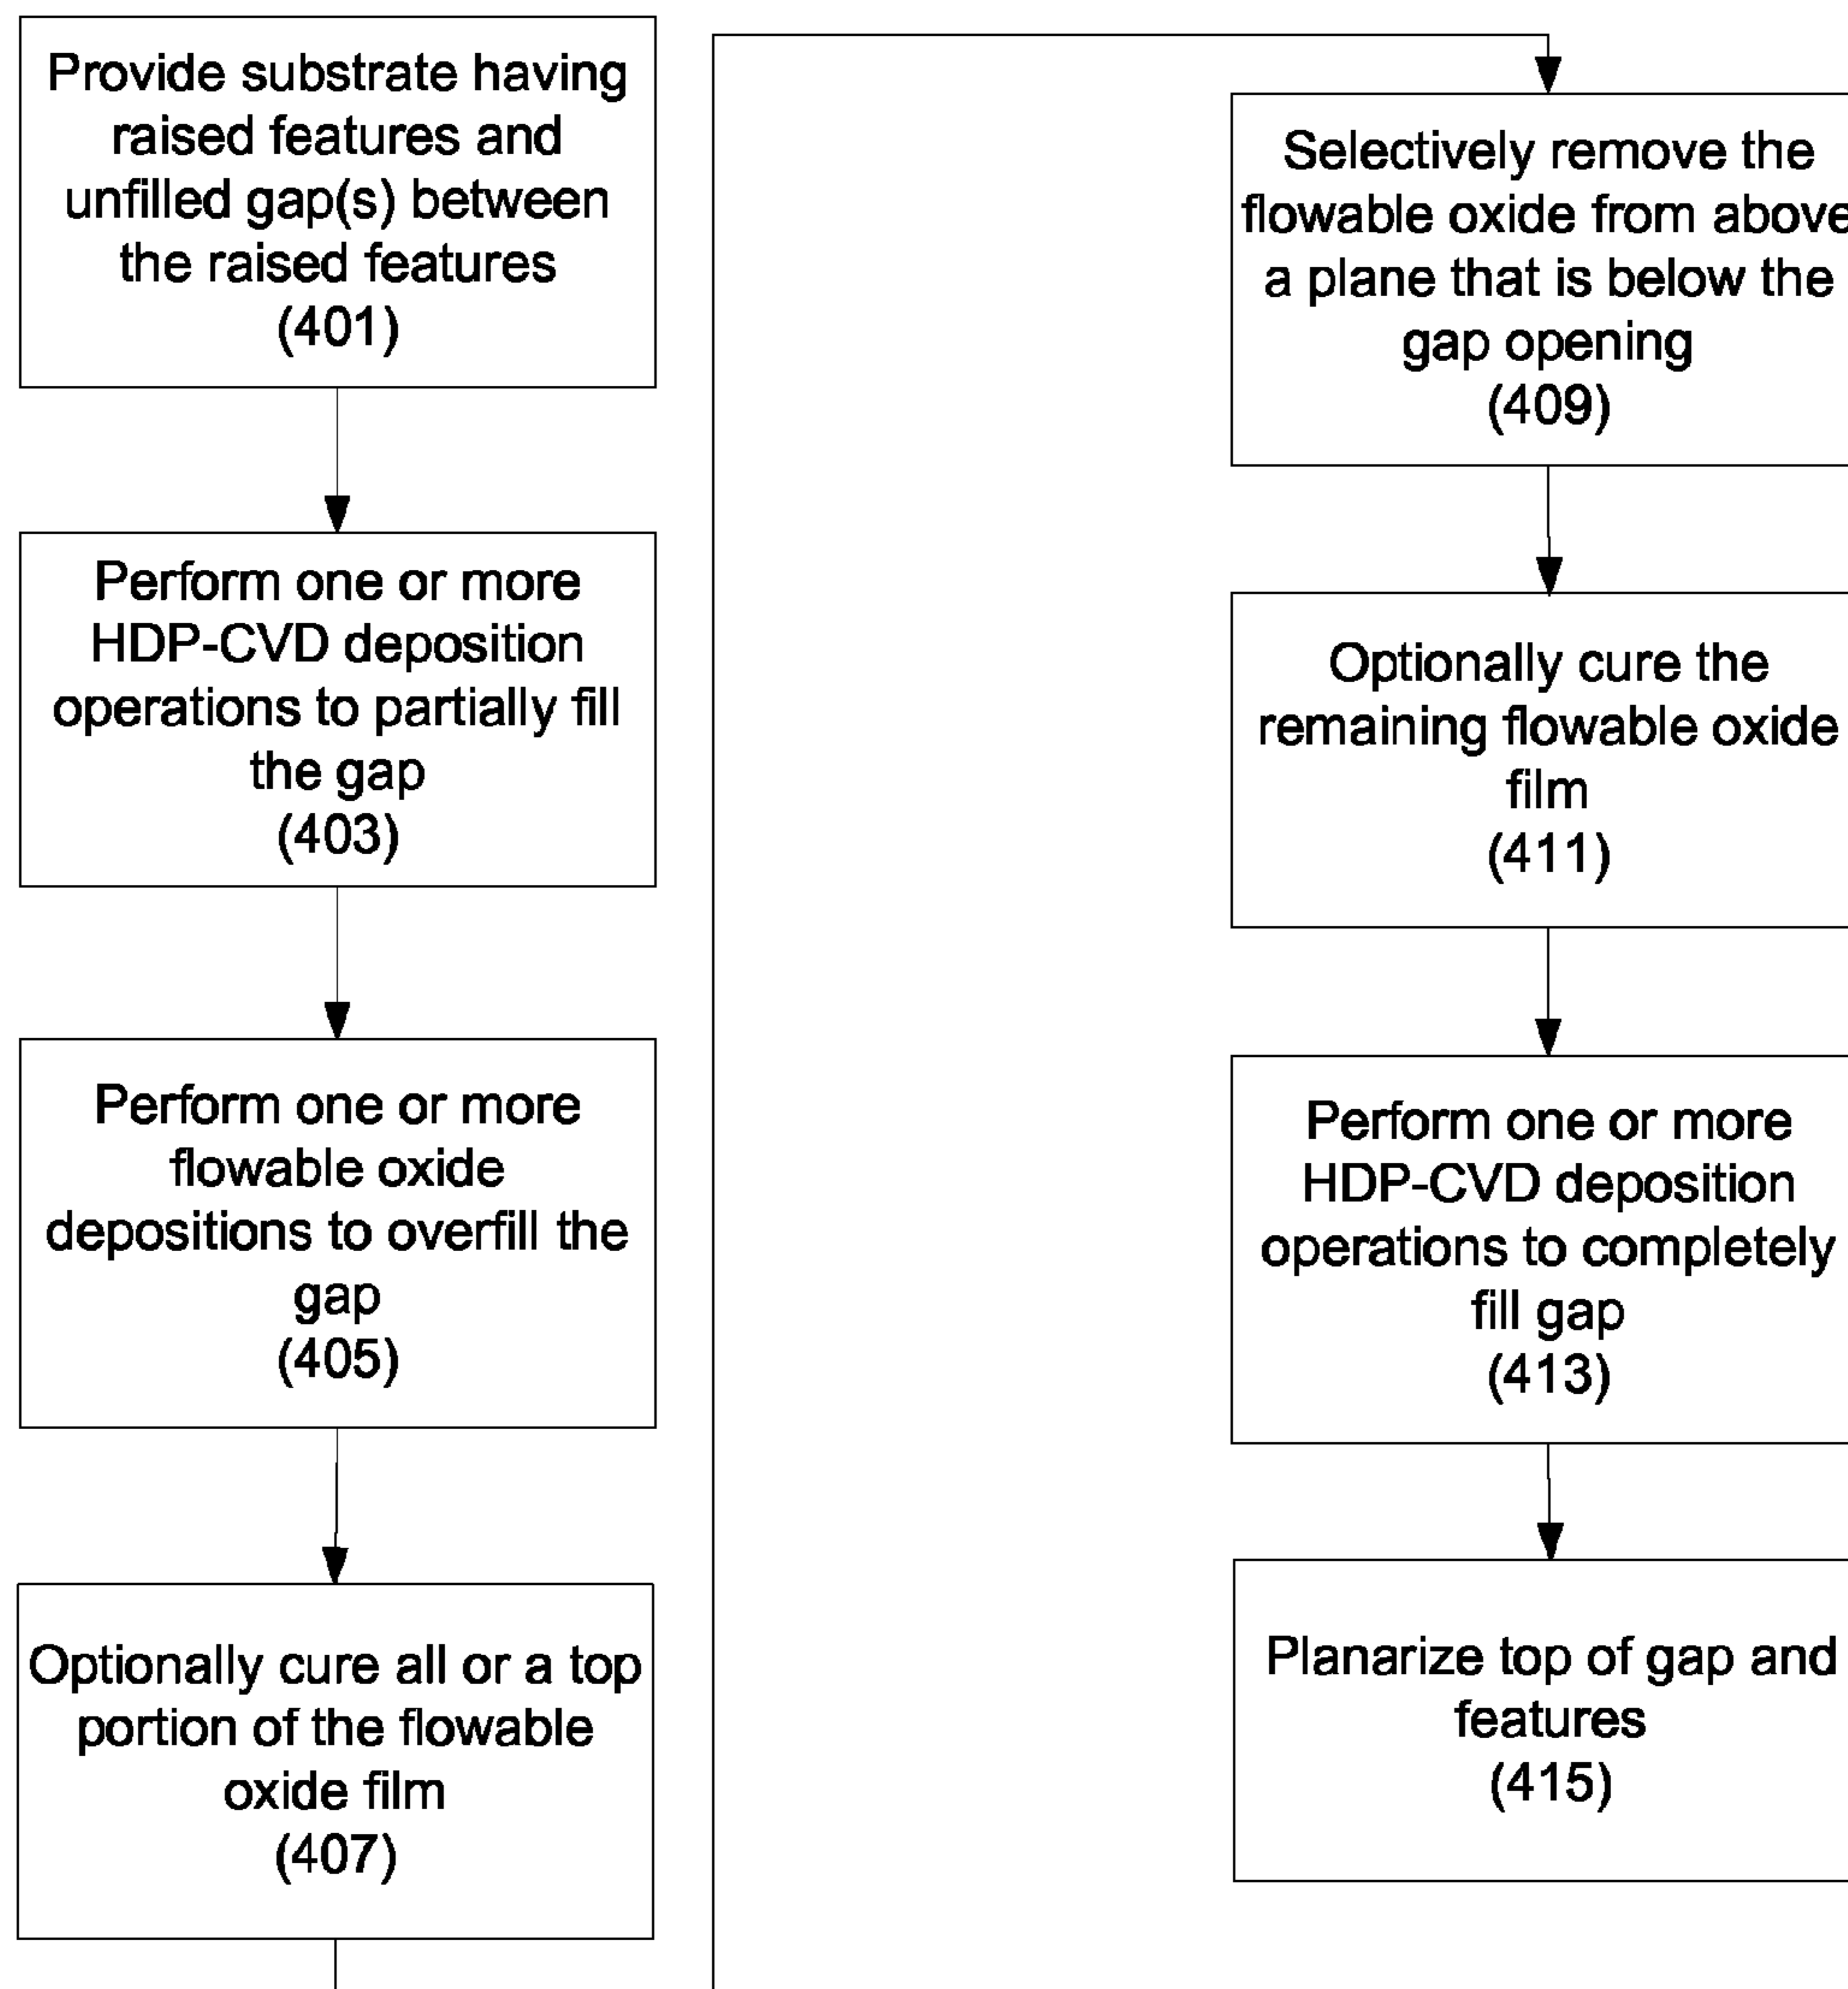 Provide substrate having
raised features and
unfilled gap(s) between
the raised features
(401)
Perform one or more
HDP-CVD deposition
operations to partially fill
the gap
(403)
Perform one or more
flowable oxide
depositions to overfill the
gap
(405)
Optionally cure all or a top
portion of the flowable
oxide film
(407)
Selectively remove the
flowable oxide from above
a plane that is below the
gap opening
(409)
Optionally cure the
remaining flowable oxide
film
(411)
Perform one or more
HDP-CVD deposition
operations to completely
fill gap
(413)
Planarize top of gap and
features
(415)